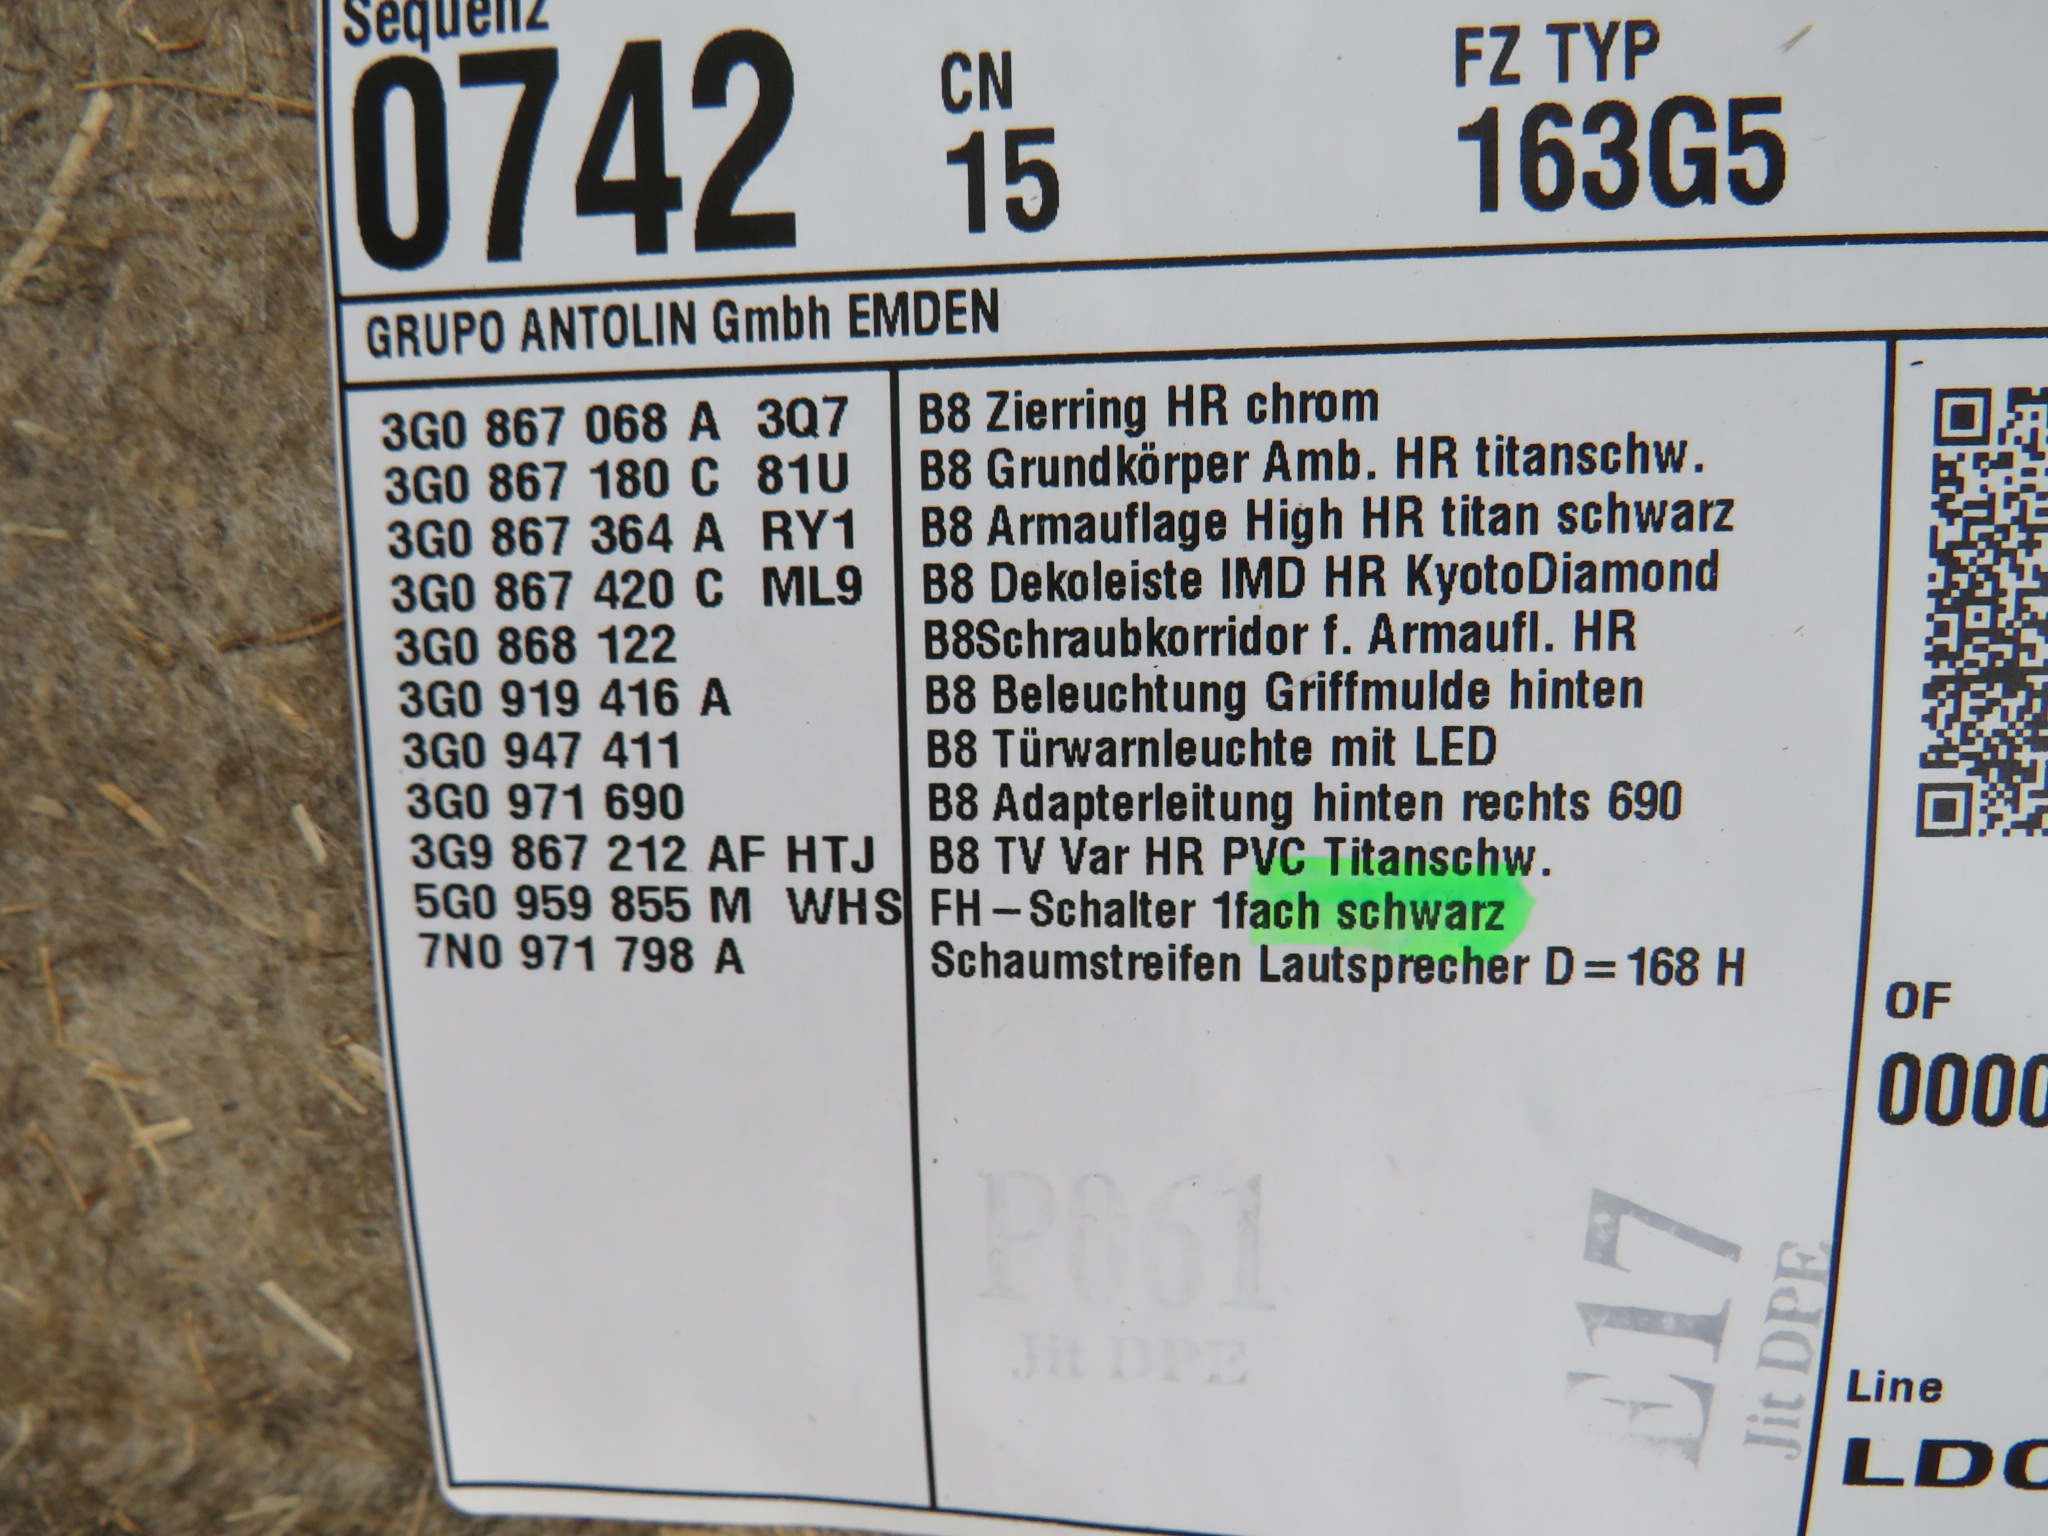 Sequenz
0742
CN
15
FZ TYP
163G5
GRUPO ANTOLIN Gmbh EMDEN
3G0 867 068 A 3Q7 B8 Zierring HR chrom
3G0 867 180 C 81U B8 Grundkörper Amb. HR titanschw.
3G0 867 364 A RY1 B8 Armauflage High HR titan schwarz
3G0 867 420 C ML9 B8 Dekoleiste IMD HR KyotoDiamond
3G0 868 122 B8Schraubkorridor f. Armaufl. HR
3G0 919 416 A B8 Beleuchtung Griffmulde hinten
3G0 947 411 B8 Türwarnleuchte mit LED
3G0 971 690 B8 Adapterleitung hinten rechts 690
3G9 867 212 AF HTJ B8 TV Var HR PVC Titanschw.
5G0 959 855 M WHS FH-Schalter 1fach schwarz
7N0 971 798 A Schaumstreifen Lautsprecher D=168 H
OF
0000
Line
LDC
P061
Jit DPE
E17
Jit DPE